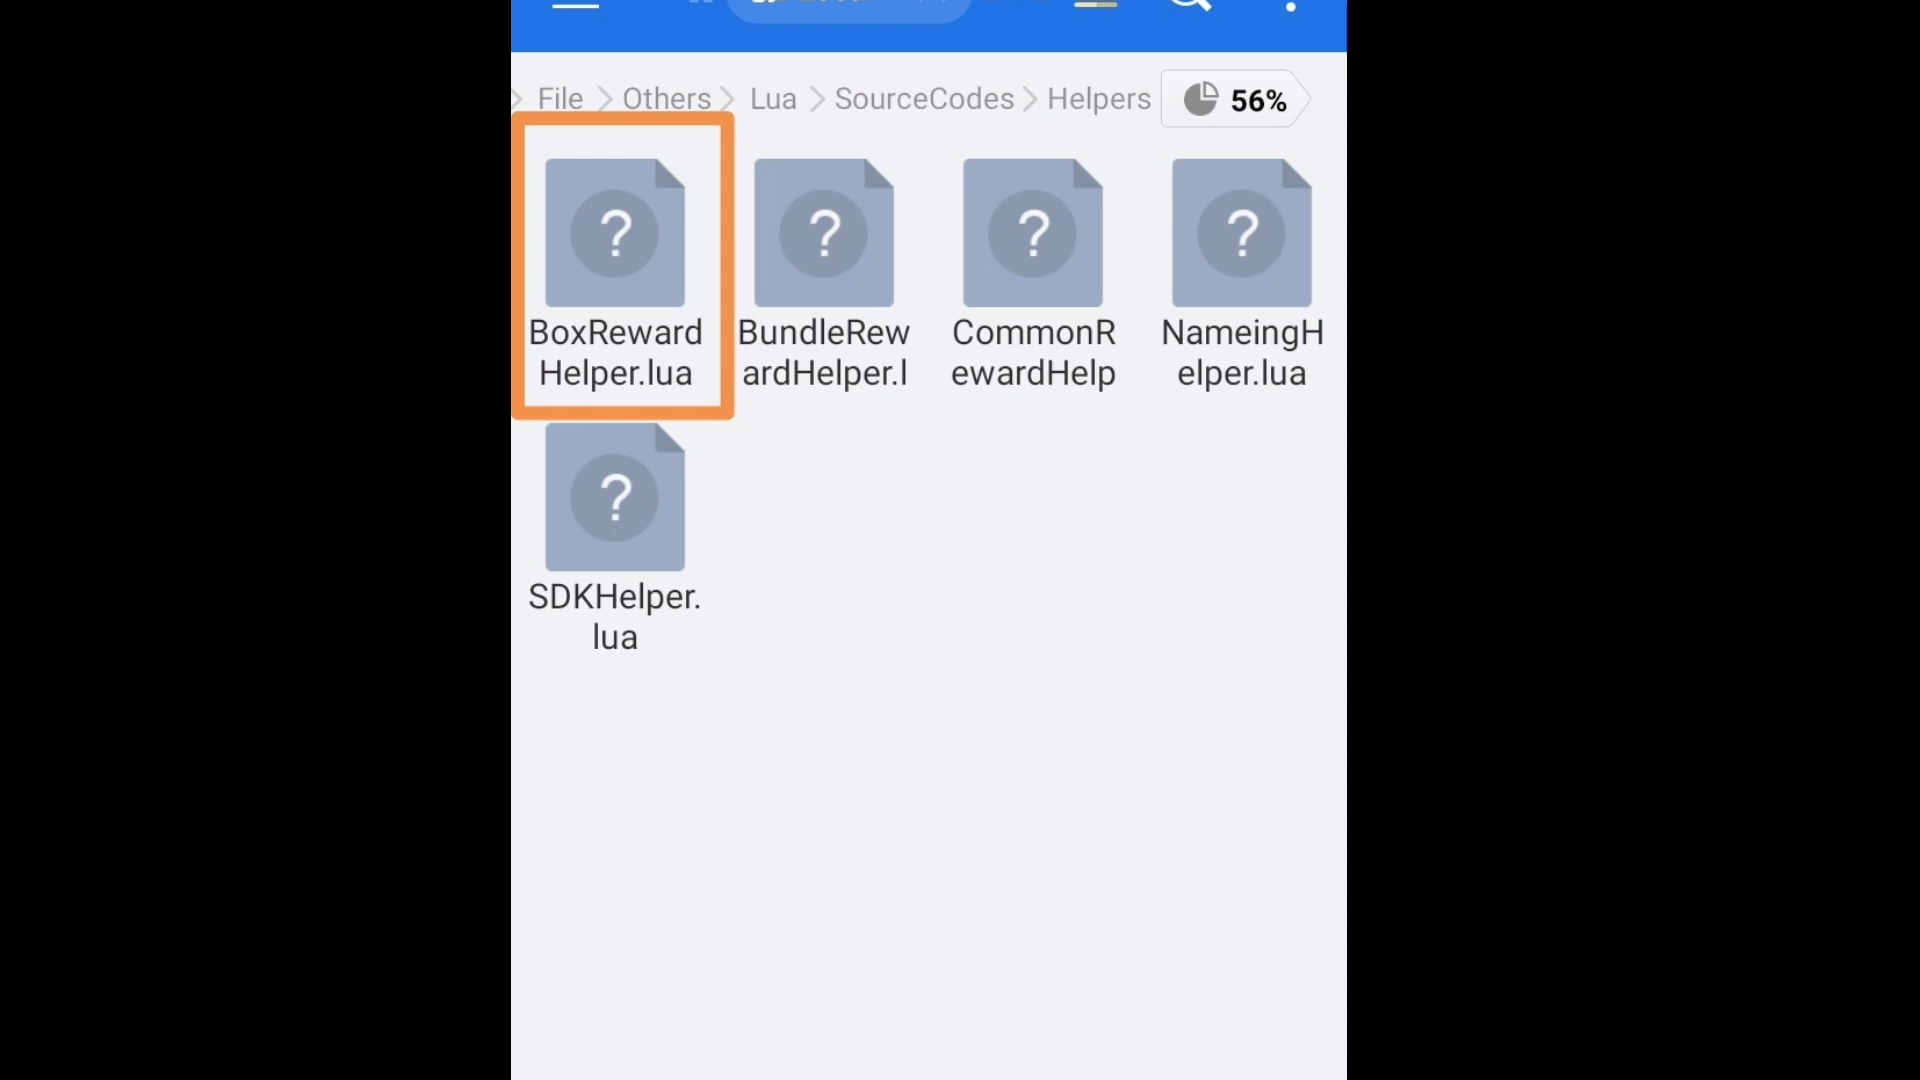 File Others Lua SourceCodes Helpers 56%
BoxReward
Helper.lua
BundleRew
ardHelper.l
CommonR
ewardHelp
NameingH
elper.lua
SDKHelper.
lua